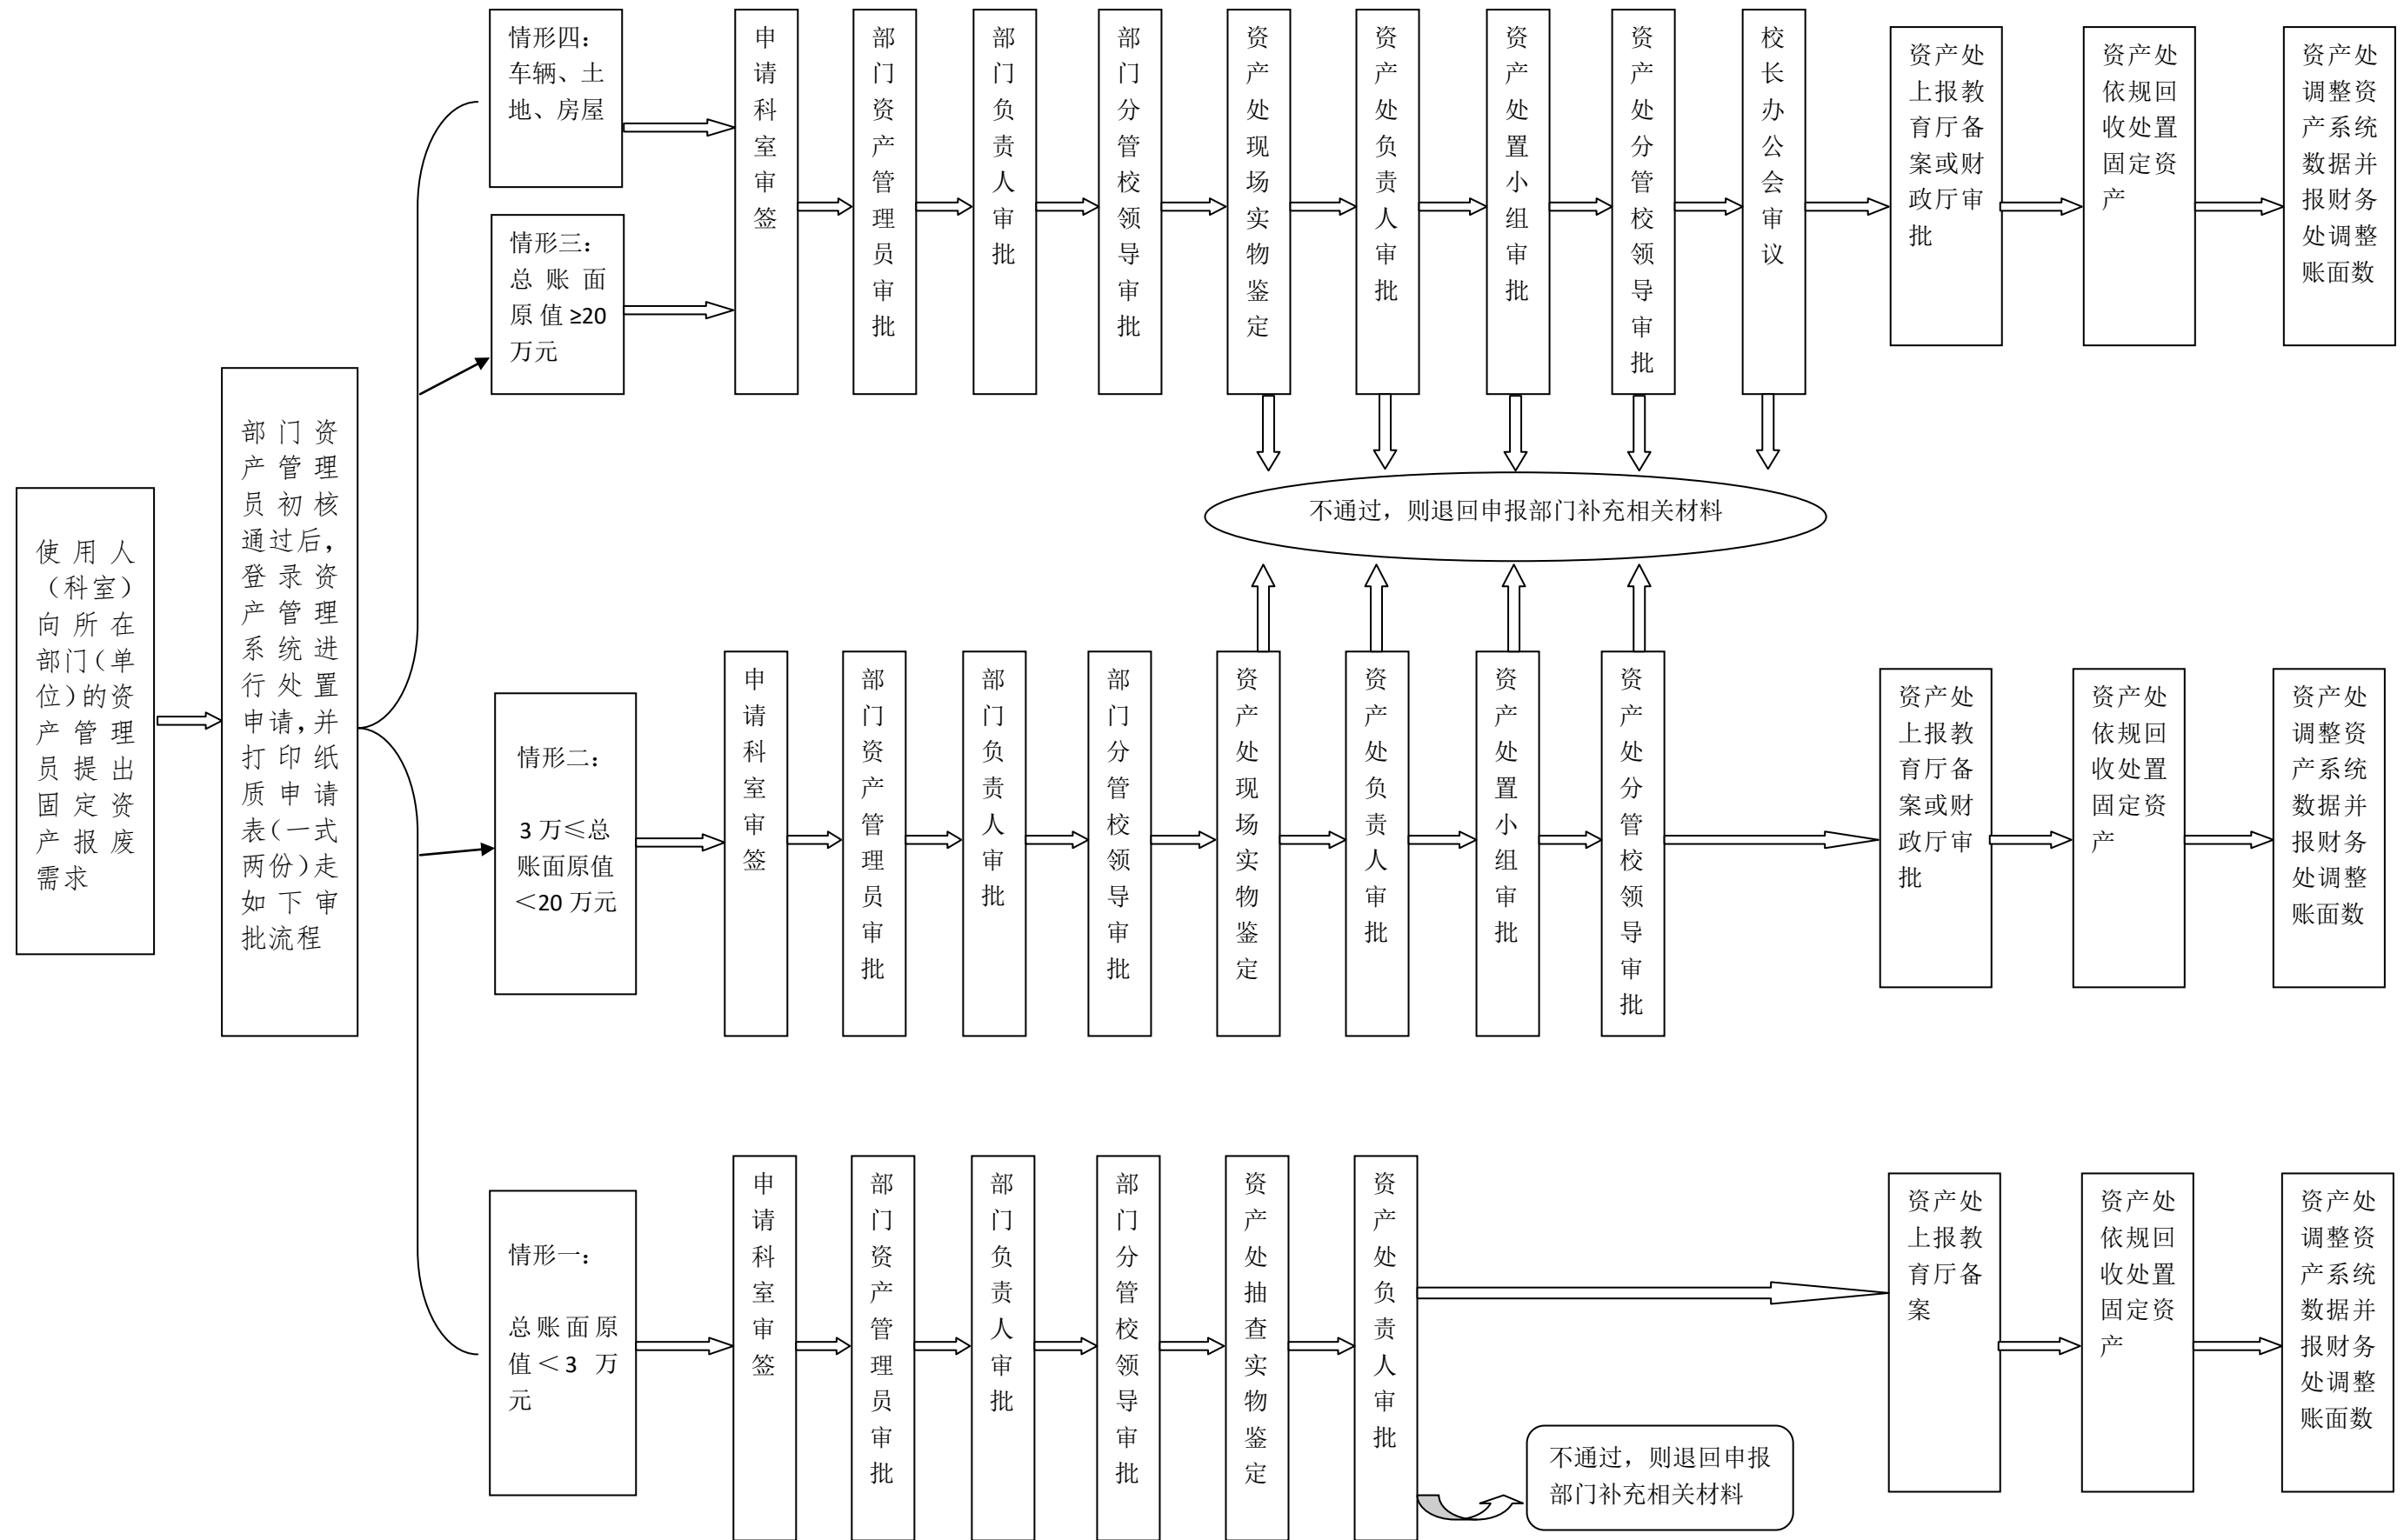 使用人
（科室）
向所在
部门（单
位）的资
产管理
员提出
固定资
产报废
需求
部门资
产管理
员初核
通过后，
登录资
产管理
系统进
行处置
申请，并
打印纸
质申请
表（一式
两份）走
如下审
批流程
情形四：
车辆、土
地、房屋
情形三：
总账面
原值≥20
万元
申请科室审签
部门资产管理员审批
部门负责人审批
部门分管校领导审批
资产处现场实物鉴定
资产处负责人审批
资产处置小组审批
资产处分管校领导审批
校长办公会审议
资产处
上报教
育厅备
案或财
政厅审
批
资产处
依规回
收处置
固定资
产
资产处
调整资
产系统
数据并
报财务
处调整
账面数
不通过，则退回申报部门补充相关材料
情形二：
3万≤总
账面原值
＜20万元
申请科室审签
部门资产管理员审批
部门负责人审批
部门分管校领导审批
资产处现场实物鉴定
资产处负责人审批
资产处置小组审批
资产处分管校领导审批
资产处
上报教
育厅备
案或财
政厅审
批
资产处
依规回
收处置
固定资
产
资产处
调整资
产系统
数据并
报财务
处调整
账面数
情形一：
总账面原
值＜3 万
元
申请科室审签
部门资产管理员审批
部门负责人审批
部门分管校领导审批
资产处抽查实物鉴定
资产处负责人审批
不通过，则退回申报
部门补充相关材料
资产处
上报教
育厅备
案
资产处
依规回
收处置
固定资
产
资产处
调整资
产系统
数据并
报财务
处调整
账面数